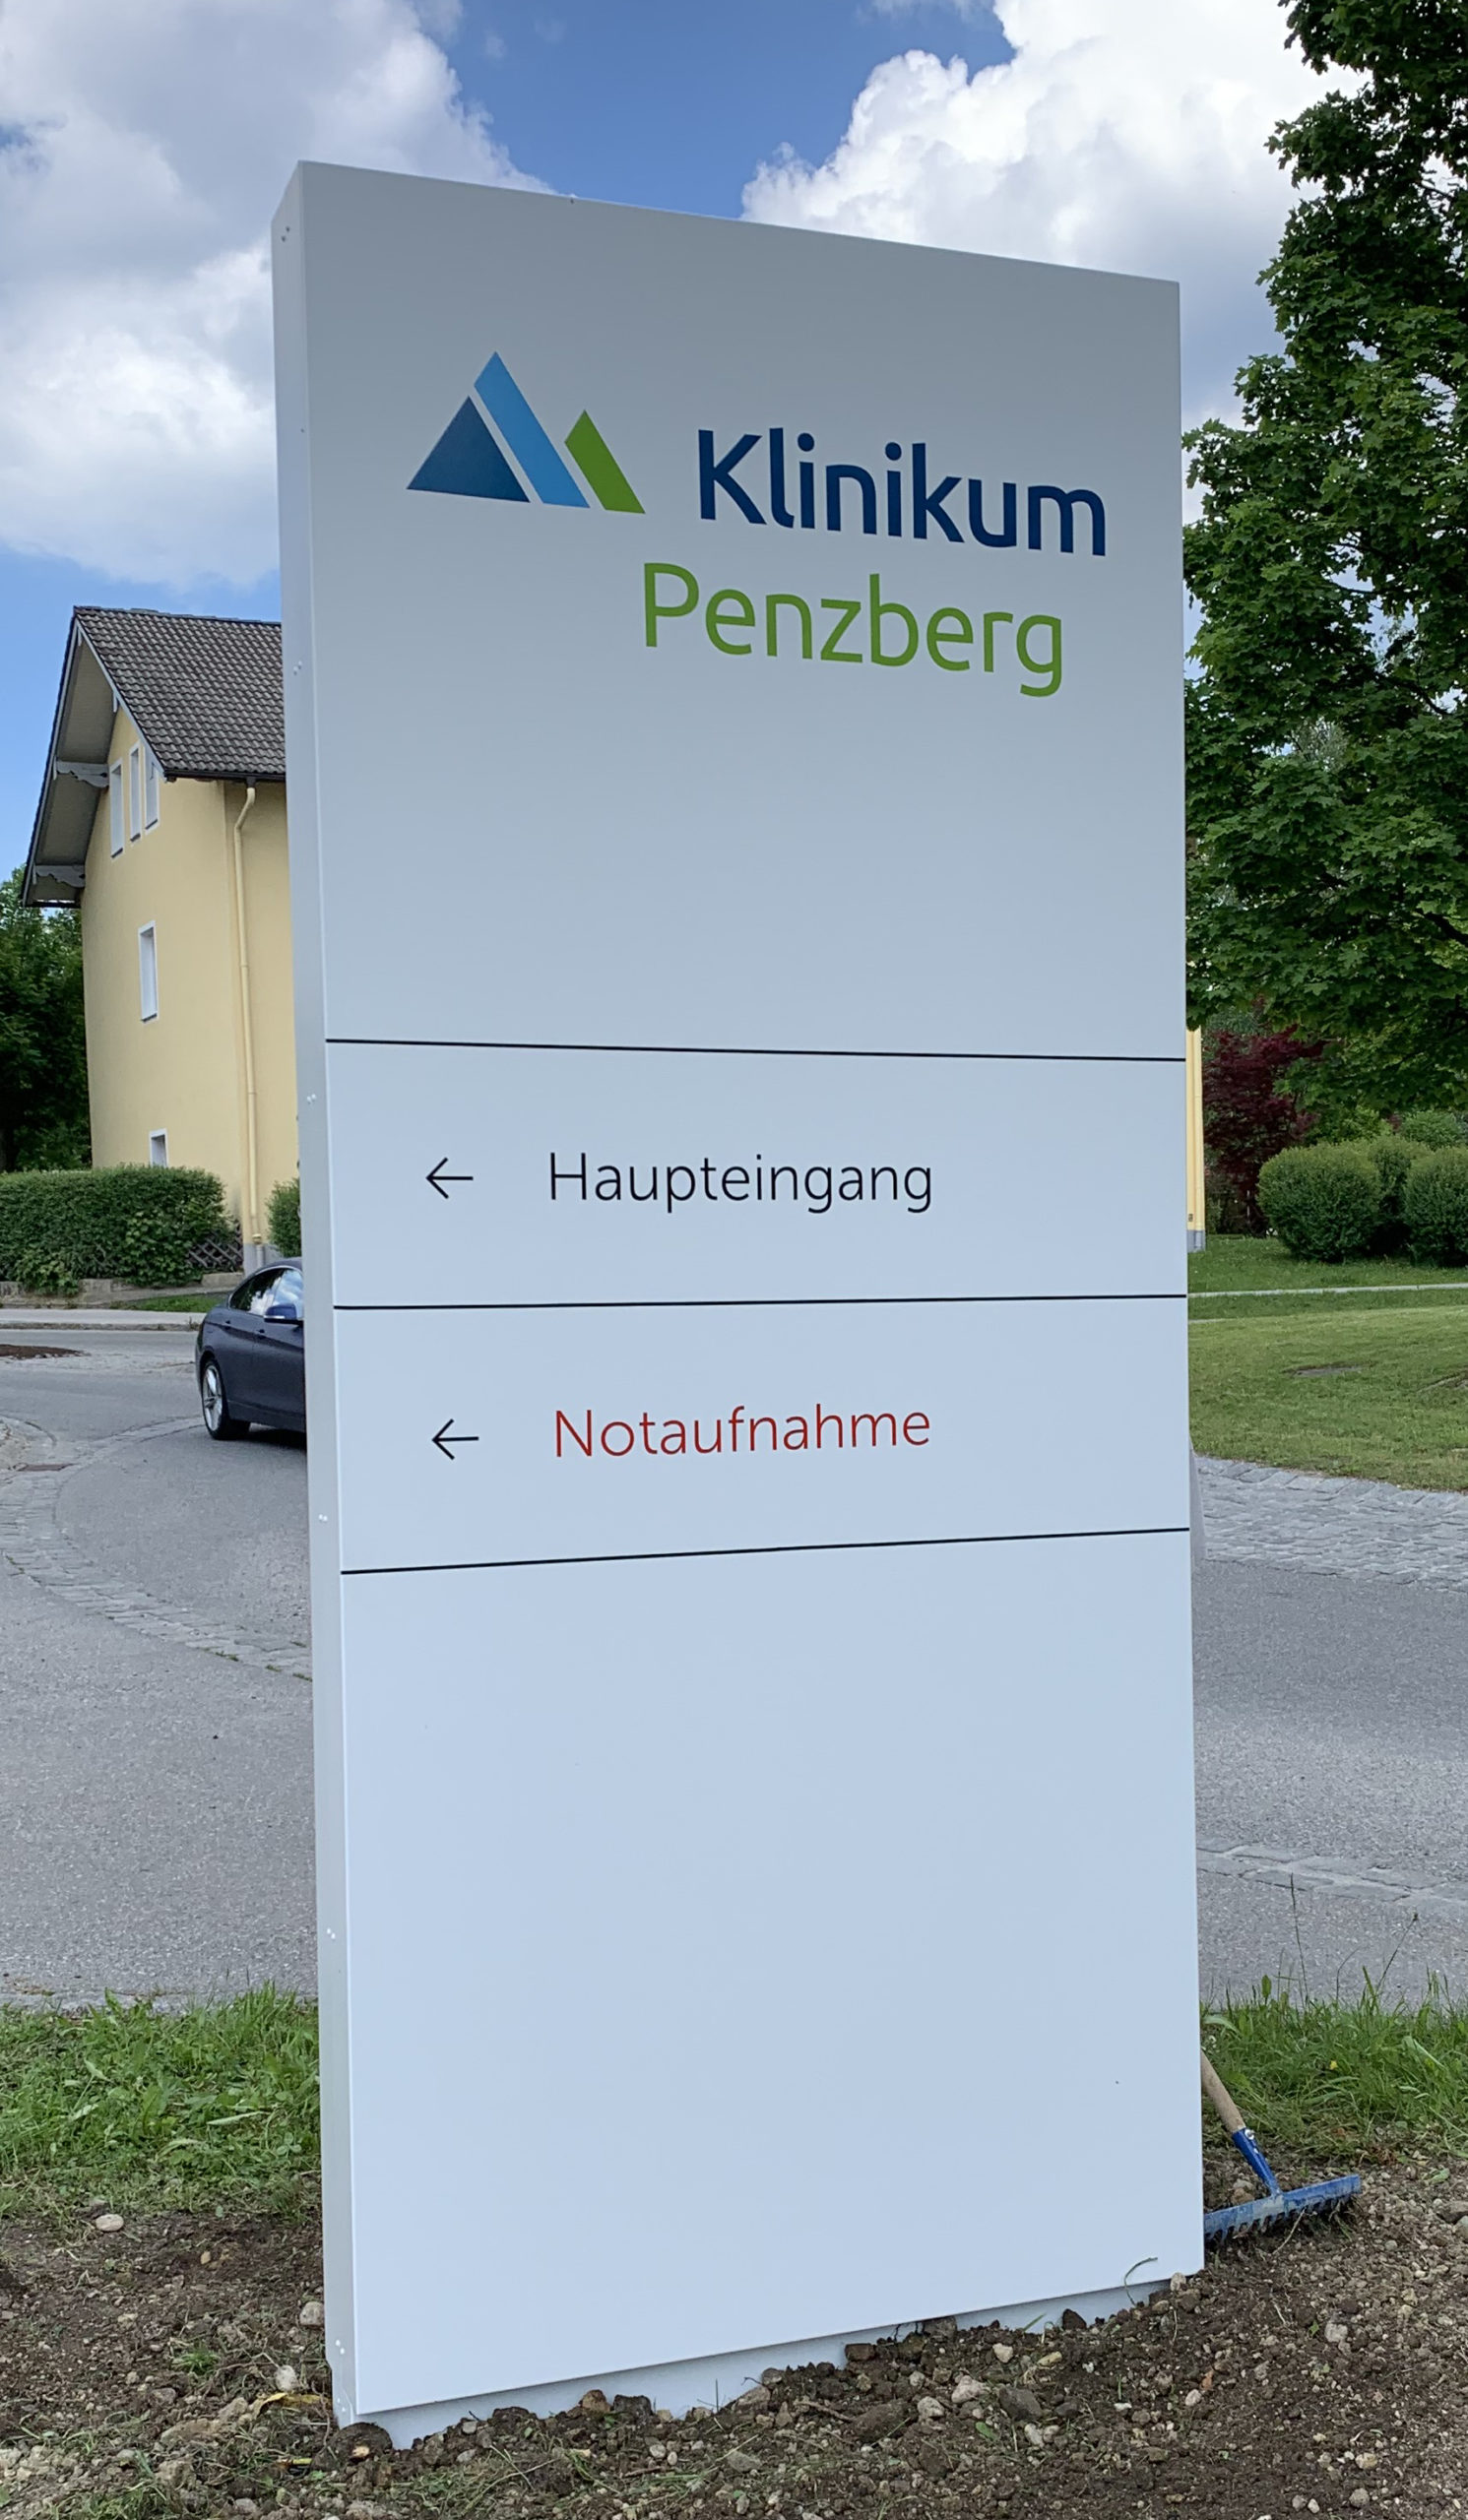 Klinikum
Penzberg
← Haupteingang
← Notaufnahme